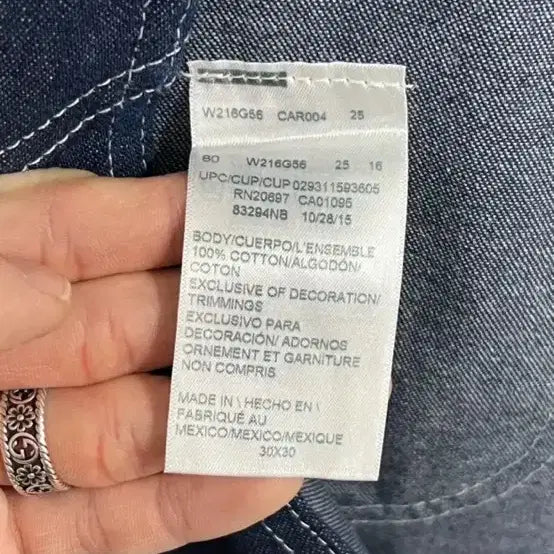 W216G56 CAR004 25
60 W216G56 25 16
UPC/CUP/CUP 029311593605
RN20697 CA01095
83294NB 10/28/15
BODY/CUERPO/L'ENSEMBLE
100% COTTON/ALGODÓN/
COTON
EXCLUSIVE OF DECORATION/
TRIMMINGS
EXCLUSIVO PARA
DECORACIÓN/ ADORNOS
ORNEMENT ET GARNITURE
NON COMPRIS
MADE IN \ HECHO EN \
FABRIQUÉ AU
MEXICO/MEXICO/MEXIQUE
30X30